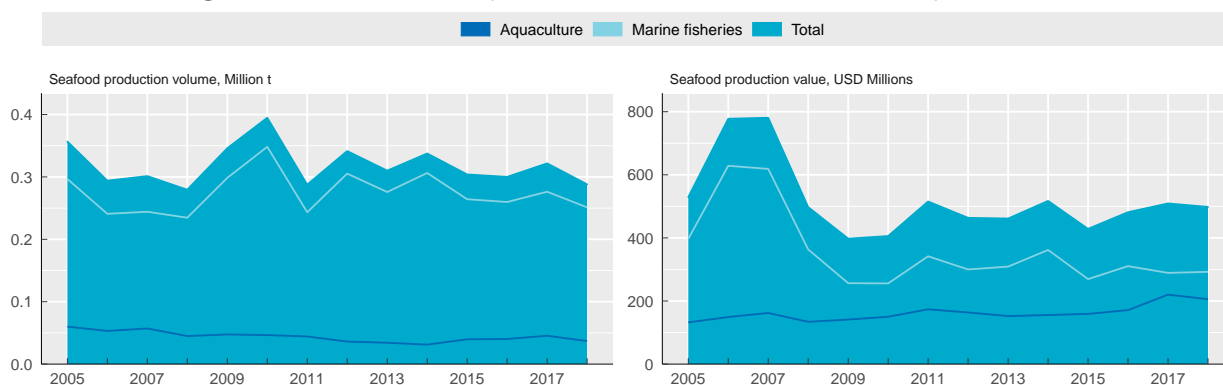 Aquaculture Marine fisheries Total
Seafood production volume, Million t
0.4
0.3
0.2
0.1
0.0
2005 2007 2009 2011 2013 2015 2017
Seafood production value, USD Millions
800
600
400
200
0
2005 2007 2009 2011 2013 2015 2017